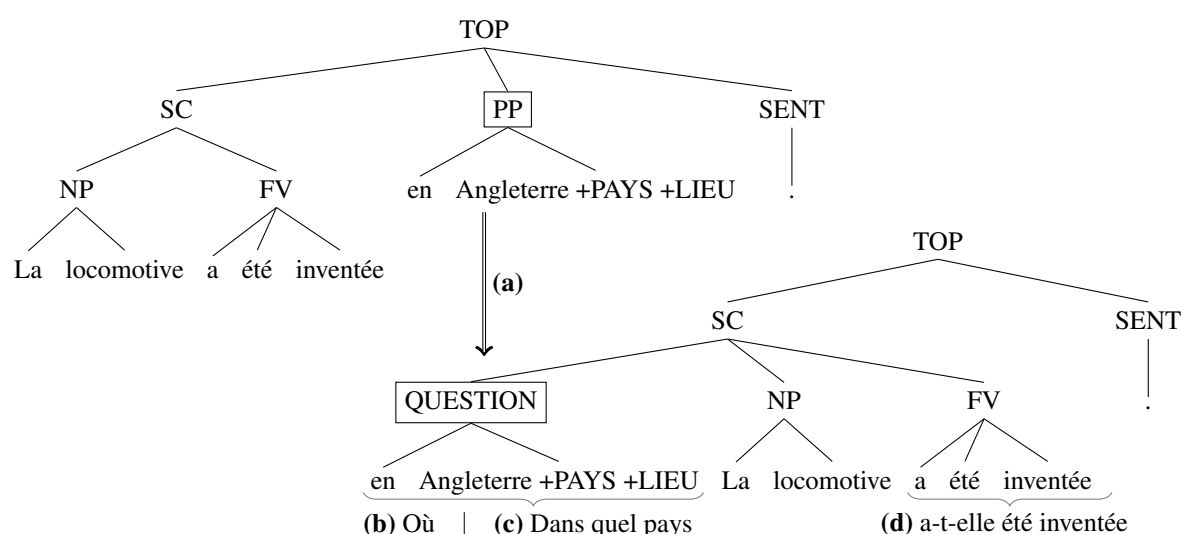 TOP
SC PP SENT
NP FV en Angleterre +PAYS +LIEU .
La locomotive a été inventée
(a)
TOP
SC SENT
QUESTION NP FV .
en Angleterre +PAYS +LIEU La locomotive a été inventée
(b) Où | (c) Dans quel pays (d) a-t-elle été inventée